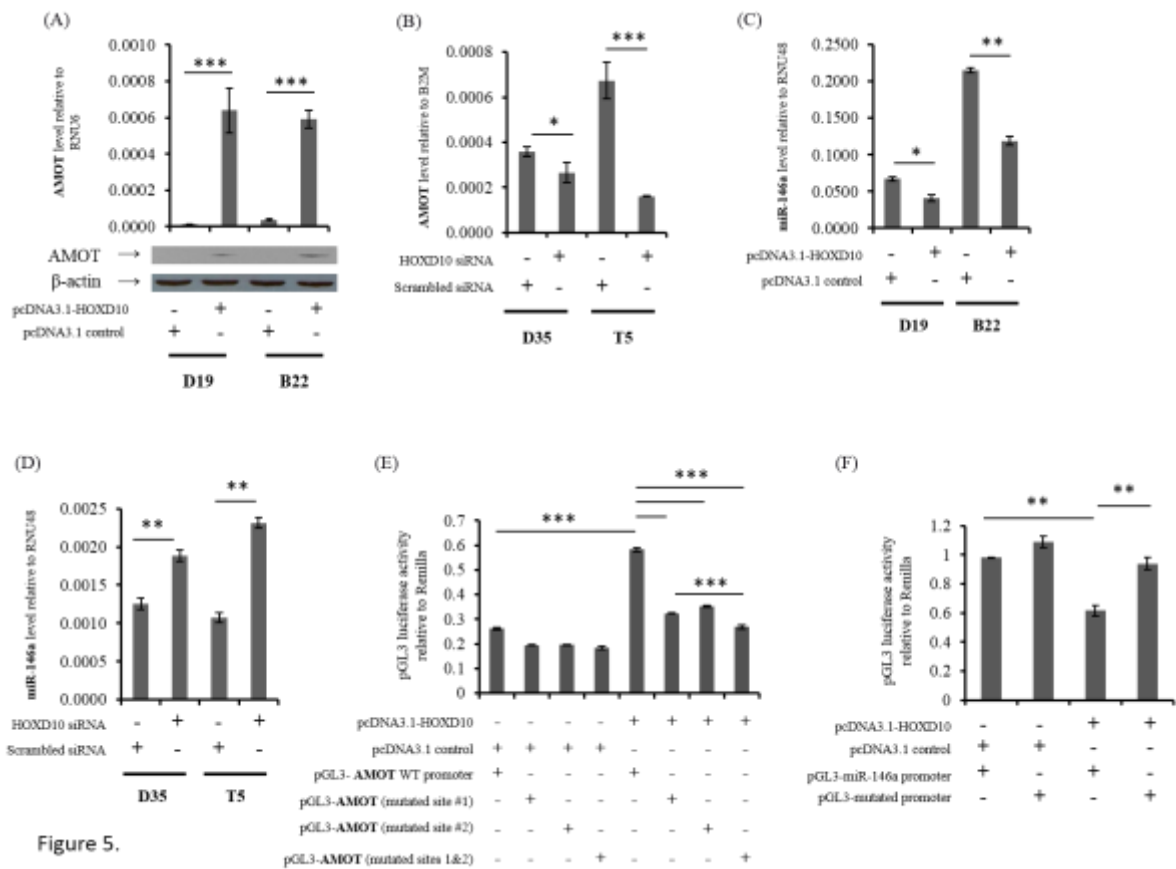 (A)
AMOT level relative to
RNU6
0.0010
0.0008
0.0006
0.0004
0.0002
0.0000
***
***
AMOT →
β-actin →
pcDNA3.1-HOXD10 - + - +
pcDNA3.1 control + - + -
D19 B22
(B)
AMOT level relative to B2M
0.0008
0.0006
0.0004
0.0002
0.0000
*
***
HOXD10 siRNA - + - +
Scrambled siRNA + - + -
D35 T5
(C)
miR-146a level relative to RNU48
0.2500
0.2000
0.1500
0.1000
0.0500
0.0000
*
**
pcDNA3.1-HOXD10 - + - +
pcDNA3.1 control + - + -
D19 B22
(D)
miR-146a level relative to RNU48
0.0025
0.0020
0.0015
0.0010
0.0005
0.0000
**
**
HOXD10 siRNA - + - +
Scrambled siRNA + - + -
D35 T5
(E)
pGL3 luciferase activity
relative to Renilla
0.7
0.6
0.5
0.4
0.3
0.2
0.1
0
***
***
***
pcDNA3.1-HOXD10 - - - - + + + +
pcDNA3.1 control + + + + - - - -
pGL3- AMOT WT promoter + - - - + - - -
pGL3-AMOT (mutated site #1) - + - - - + - -
pGL3-AMOT (mutated site #2) - - + - - - + -
pGL3-AMOT (mutated sites 1&2) - - - + - - - +
(F)
pGL3 luciferase activity
relative to Renilla
1.2
1
0.8
0.6
0.4
0.2
0
**
**
pcDNA3.1-HOXD10 - - + +
pcDNA3.1 control + + - -
pGL3-miR-146a promoter + - + -
pGL3-mutated promoter - + - +
Figure 5.